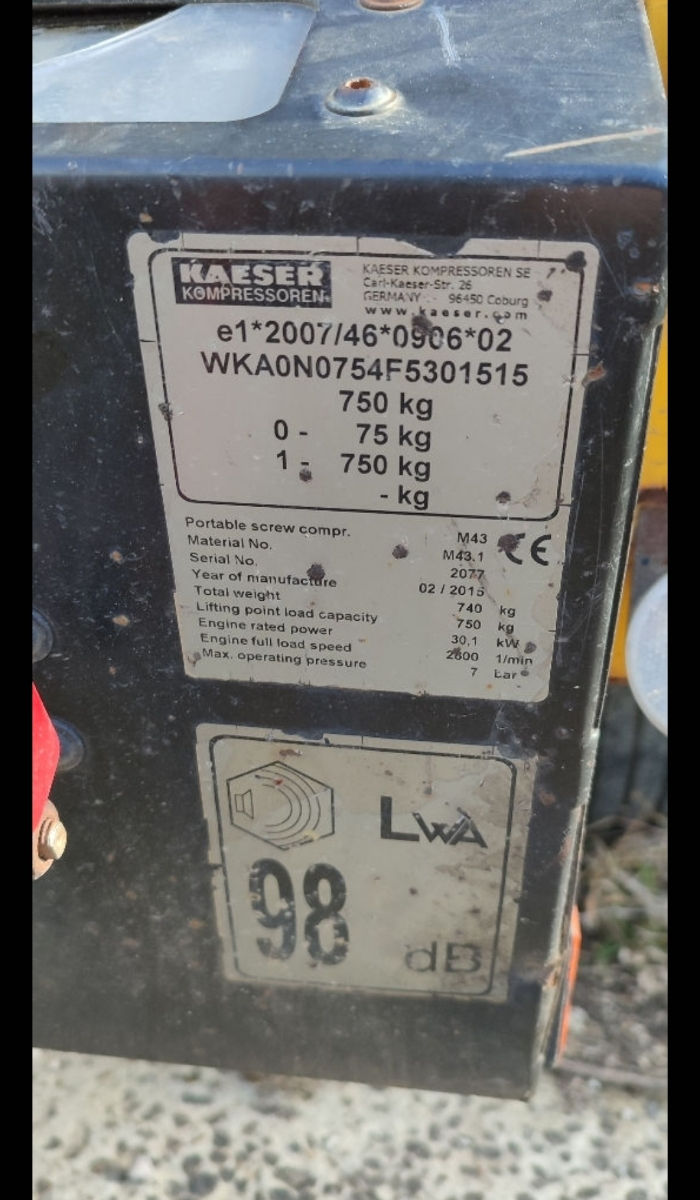 KAESER
KOMPRESSOREN
KAESER KOMPRESSOREN SE
Carl-Kaeser-Str. 26
GERMANY - 96450 Coburg
www.kaeser.com
e1*2007/46*0906*02
WKA0N0754F5301515
750 kg
0 - 75 kg
1 - 750 kg
- kg
Portable screw compr. M43
Material No. M43.1
Serial No. 2077
Year of manufacture 02 / 2015
Total weight 740 kg
Lifting point load capacity 750 kg
Engine rated power 30,1 kW
Engine full load speed 2600 1/min
Max. operating pressure 7 bar
CE
LWA
98
dB